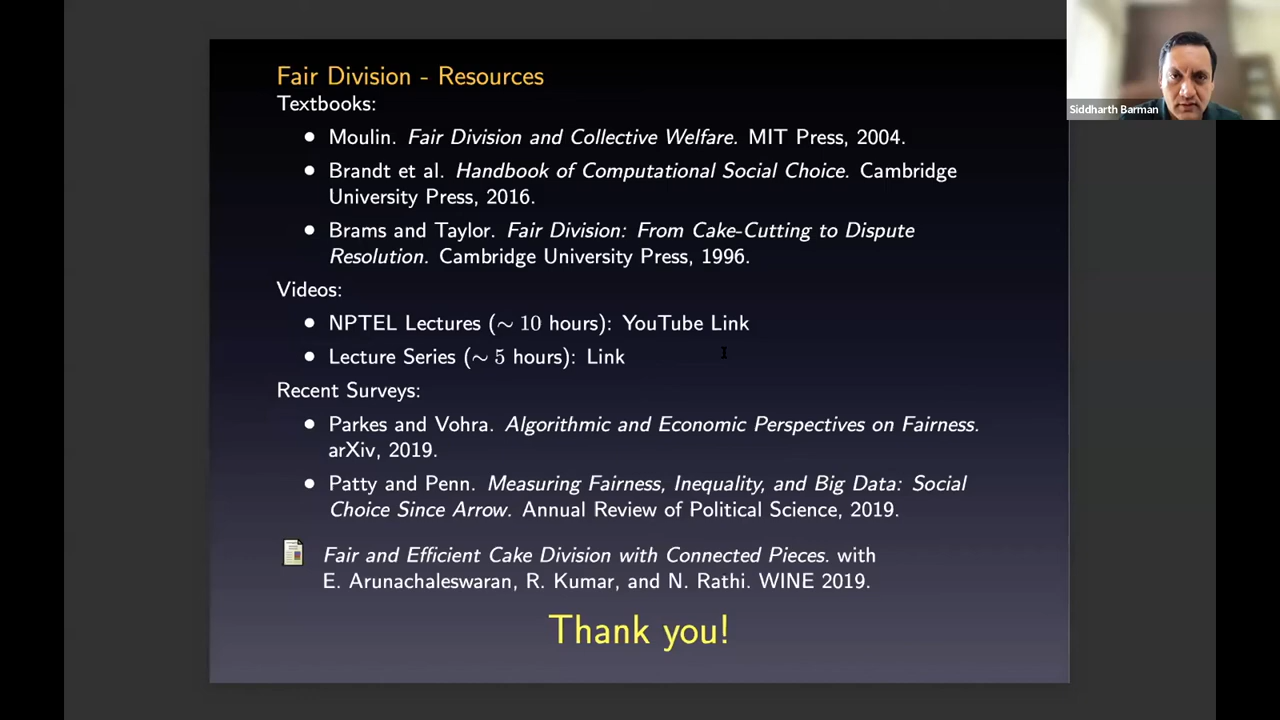 Fair Division - Resources
Textbooks:
• Moulin. Fair Division and Collective Welfare. MIT Press, 2004.
• Brandt et al. Handbook of Computational Social Choice. Cambridge
University Press, 2016.
• Brams and Taylor. Fair Division: From Cake-Cutting to Dispute
Resolution. Cambridge University Press, 1996.
Videos:
• NPTEL Lectures (∼ 10 hours): YouTube Link
• Lecture Series (∼ 5 hours): Link
Recent Surveys:
• Parkes and Vohra. Algorithmic and Economic Perspectives on Fairness.
arXiv, 2019.
• Patty and Penn. Measuring Fairness, Inequality, and Big Data: Social
Choice Since Arrow. Annual Review of Political Science, 2019.
Fair and Efficient Cake Division with Connected Pieces. with
E. Arunachaleswaran, R. Kumar, and N. Rathi. WINE 2019.
Thank you!
Siddharth Barman